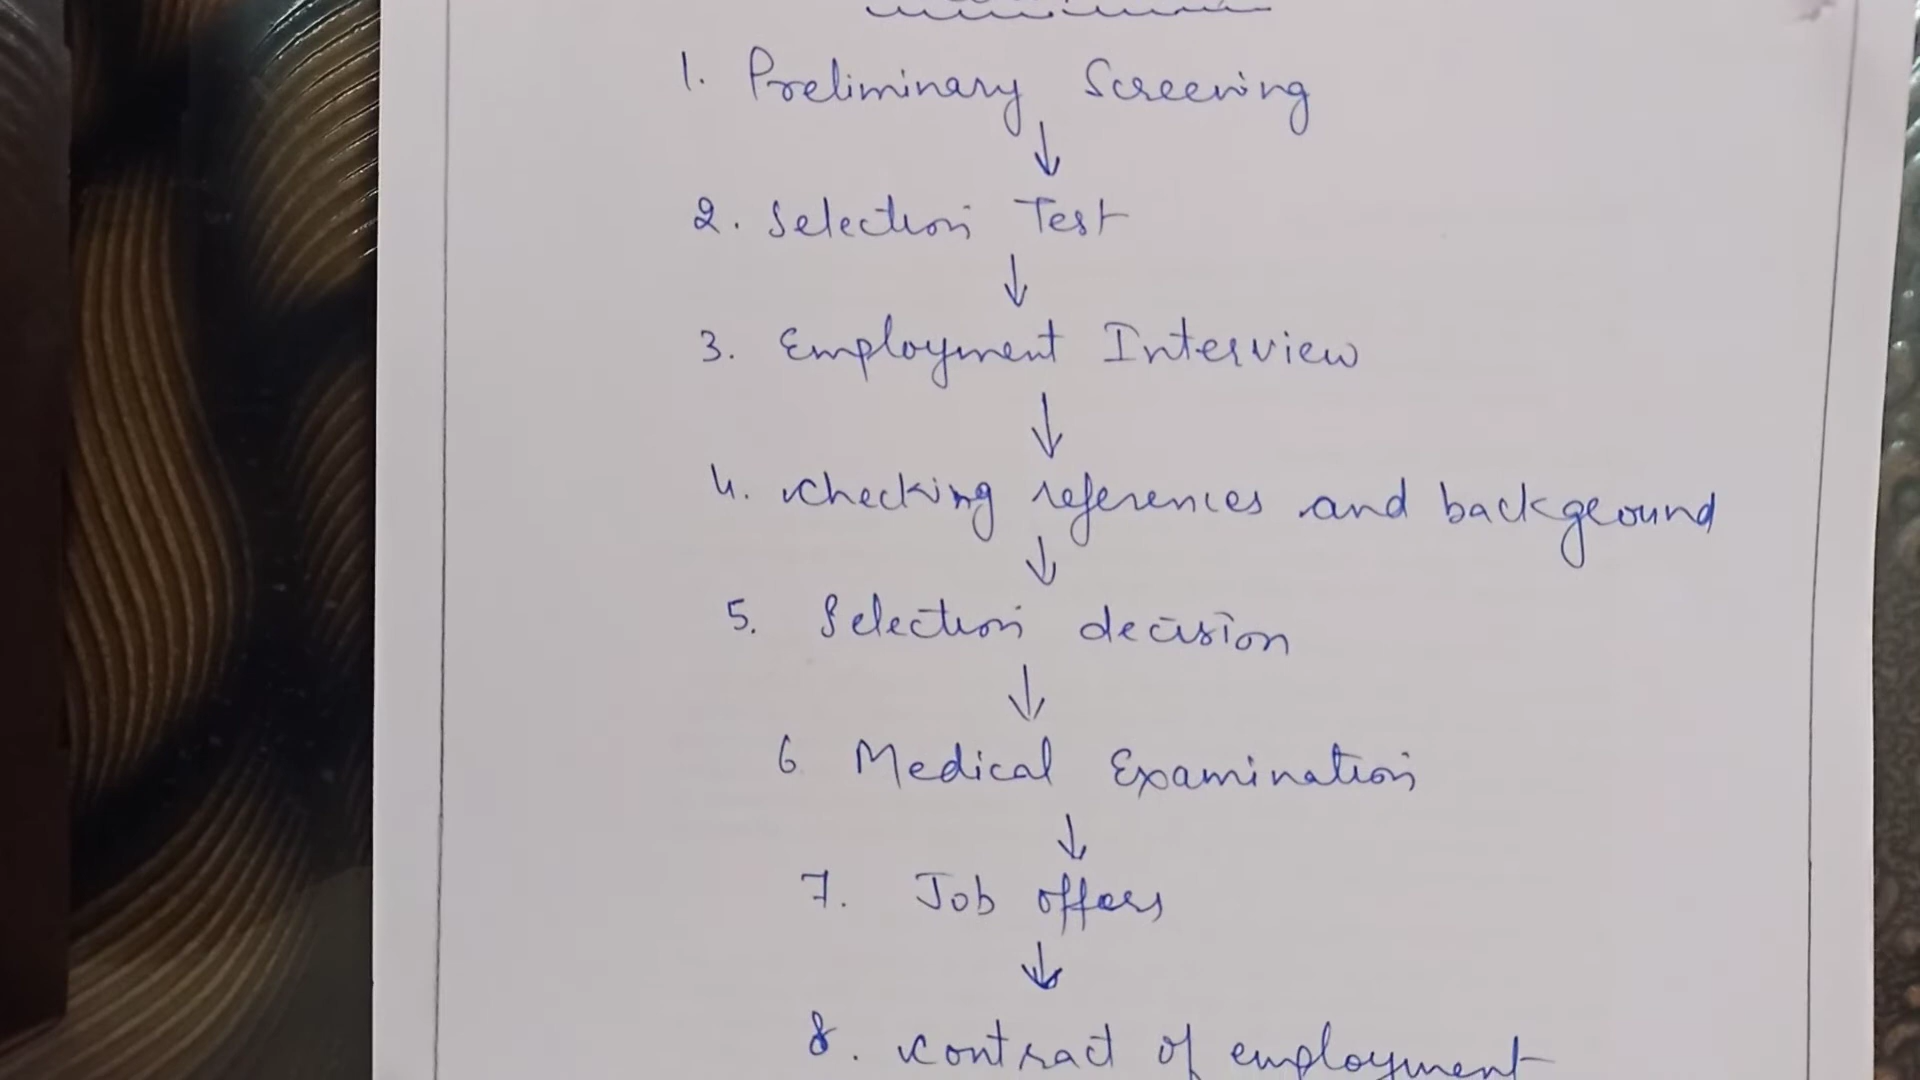 1. Preliminary Screening
↓
2. Selection Test
↓
3. Employment Interview
↓
4. checking references and background
↓
5. Selection decision
↓
6 Medical Examination
↓
7. Job offers
↓
8. contract of employment